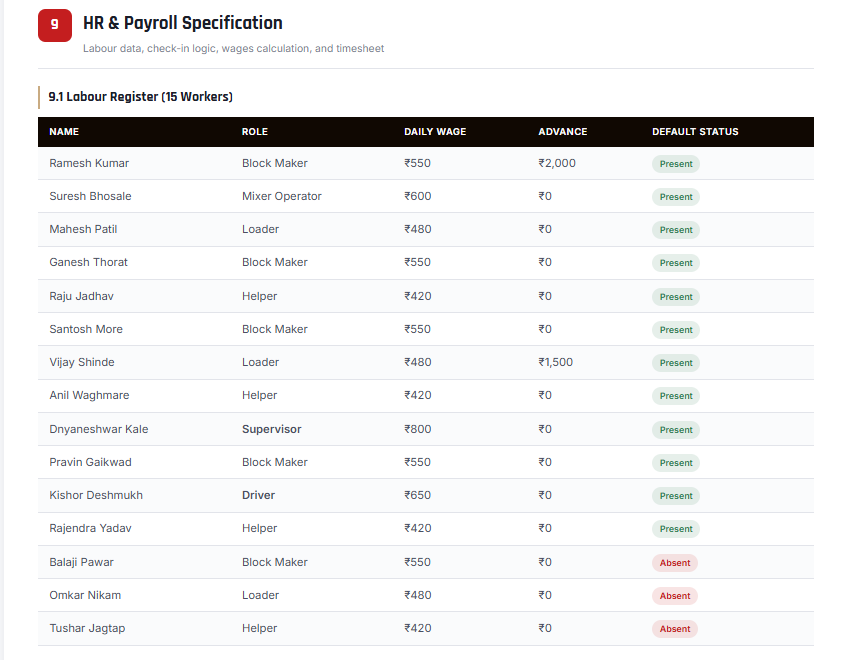 9
HR & Payroll Specification
Labour data, check-in logic, wages calculation, and timesheet
9.1 Labour Register (15 Workers)
NAME ROLE DAILY WAGE ADVANCE DEFAULT STATUS
Ramesh Kumar Block Maker ₹550 ₹2,000 Present
Suresh Bhosale Mixer Operator ₹600 ₹0 Present
Mahesh Patil Loader ₹480 ₹0 Present
Ganesh Thorat Block Maker ₹550 ₹0 Present
Raju Jadhav Helper ₹420 ₹0 Present
Santosh More Block Maker ₹550 ₹0 Present
Vijay Shinde Loader ₹480 ₹1,500 Present
Anil Waghmare Helper ₹420 ₹0 Present
Dnyaneshwar Kale Supervisor ₹800 ₹0 Present
Pravin Gaikwad Block Maker ₹550 ₹0 Present
Kishor Deshmukh Driver ₹650 ₹0 Present
Rajendra Yadav Helper ₹420 ₹0 Present
Balaji Pawar Block Maker ₹550 ₹0 Absent
Omkar Nikam Loader ₹480 ₹0 Absent
Tushar Jagtap Helper ₹420 ₹0 Absent